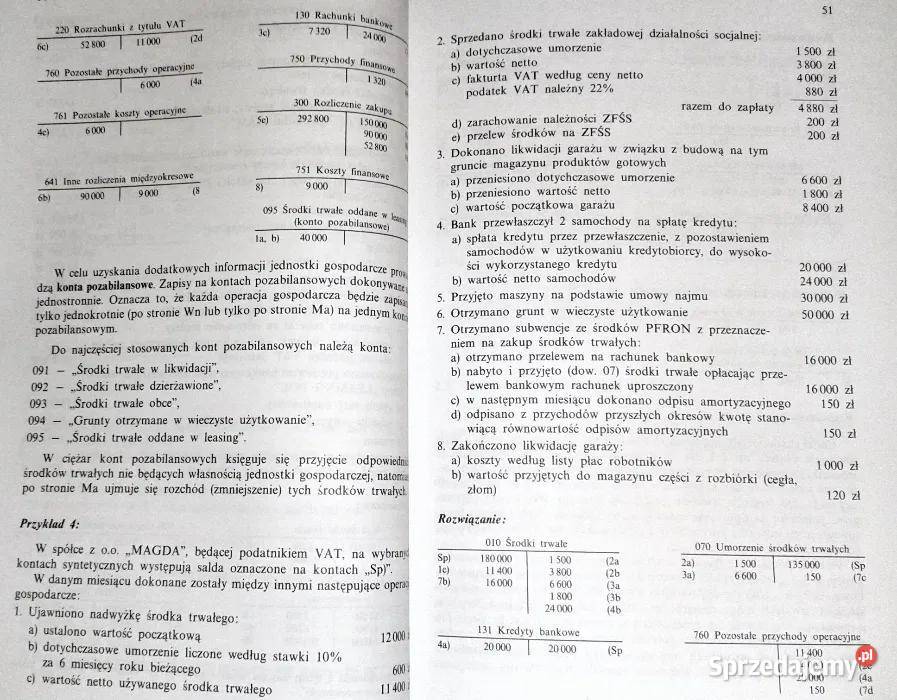 220 Rozrachunki z tytułu VAT
6c) 52 800 11 000 (2d
760 Pozostałe przychody operacyjne
6 000 (4a
761 Pozostałe koszty operacyjne
4c) 6 000
641 Inne rozliczenia międzyokresowe
6b) 90 000 9 000 (8
130 Rachunki bankowe
3c) 7 320 24 000
750 Przychody finansowe
1 320
300 Rozliczenie zakupu
5c) 292 800 150 000
90 000
52 800
751 Koszty finansowe
8) 9 000
095 Środki trwałe oddane w leasing
(konto pozabilansowe)
1a, b) 40 000
W celu uzyskania dodatkowych informacji jednostki gospodarcze
dzą konta pozabilansowe. Zapisy na kontach pozabilansowych dokonywane
jednostronnie. Oznacza to, że każda operacja gospodarcza będzie
tylko jednokrotnie (po stronie Wn lub tylko po stronie Ma) na jednym
pozabilansowym.
Do najczęściej stosowanych kont pozabilansowych należą konta:
091 – „Środki trwałe w likwidacji”,
092 – „Środki trwałe dzierżawione”,
093 – „Środki trwałe obce”,
094 – „Grunty otrzymane w wieczyste użytkowanie”,
095 – „Środki trwałe oddane w leasing”.
W ciężar kont pozabilansowych księguje się przyjęcie
środków trwałych nie będących własnością jednostki gospodarczej,
po stronie Ma ujmuje się rozchód (zmniejszenie) tych środków trwałych.
Przykład 4:
W spółce z o.o. „MAGDA”, będącej podatnikiem VAT, na
kontach syntetycznych występują salda oznaczone na kontach „Sp)”.
W danym miesiącu dokonane zostały między innymi następujące
gospodarcze:
1. Ujawniono nadwyżkę środka trwałego:
a) ustalono wartość początkową 12 000
b) dotychczasowe umorzenie liczone według stawki 10%
za 6 miesięcy roku bieżącego 600
c) wartość netto używanego środka trwałego 11 400
51
2. Sprzedano środki trwałe zakładowej działalności socjalnej:
a) dotychczasowe umorzenie 1 500 zł
b) wartość netto 3 800 zł
c) fakturta VAT według ceny netto 4 000 zł
podatek VAT należny 22% 880 zł
razem do zapłaty 4 880 zł
d) zarachowanie należności ZFŚS 200 zł
e) przelew środków na ZFŚS 200 zł
3. Dokonano likwidacji garażu w związku z budową na tym
gruncie magazynu produktów gotowych
a) przeniesiono dotychczasowe umorzenie 6 600 zł
b) przeniesiono wartość netto 1 800 zł
c) wartość początkowa garażu 8 400 zł
4. Bank przewłaszczył 2 samochody na spłatę kredytu:
a) spłata kredytu przez przewłaszczenie, z pozostawieniem
samochodów w użytkowaniu kredytobiorcy, do wysoko-
ści wykorzystanego kredytu 20 000 zł
b) wartość netto samochodów 24 000 zł
5. Przyjęto maszyny na podstawie umowy najmu 30 000 zł
6. Otrzymano grunt w wieczyste użytkowanie 50 000 zł
7. Otrzymano subwencje ze środków PFRON z przeznacze-
niem na zakup środków trwałych:
a) otrzymano przelewem na rachunek bankowy 16 000 zł
b) nabyto i przyjęto (dow. 07) środki trwałe opłacając prze-
lewem bankowym rachunek uproszczony 16 000 zł
c) w następnym miesiącu dokonano odpisu amortyzacyjnego 150 zł
d) odpisano z przychodów przyszłych okresów kwotę stano-
wiącą równowartość odpisów amortyzacyjnych 150 zł
8. Zakończono likwidację garaży:
a) koszty według listy płac robotników 1 000 zł
b) wartość przyjętych do magazynu części z rozbiórki (cegła,
złom) 120 zł
Rozwiązanie:
010 Środki trwałe
Sp) 180 000 1 500 (2a
1c) 11 400 3 800 (2b
7b) 16 000 6 600 (3a
1 800 (3b
24 000 (4b
070 Umorzenie środków trwałych
2a) 1 500 135 000 (Sp
3a) 6 600 150 (7c
131 Kredyty bankowe
4a) 20 000 20 000 (Sp
760 Pozostałe przychody operacyjne
11 400
(4a
150 (7d
Sprzedajemy.pl